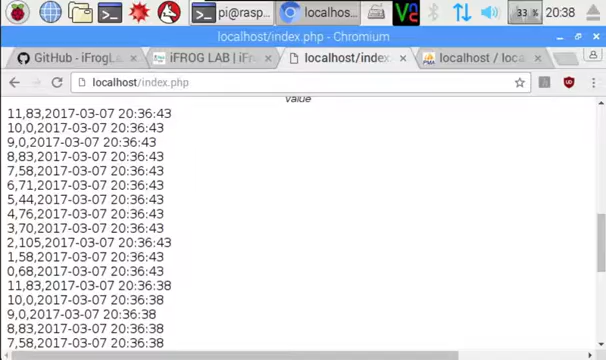 pi@rasp
localhos...
33 %
20:38
localhost/index.php - Chromium
GitHub - iFrogLa
iFROG LAB | iFr
localhost/index
localhost / loca
localhost/index.php
value
11,83,2017-03-07 20:36:43
10,0,2017-03-07 20:36:43
9,0,2017-03-07 20:36:43
8,83,2017-03-07 20:36:43
7,58,2017-03-07 20:36:43
6,71,2017-03-07 20:36:43
5,44,2017-03-07 20:36:43
4,76,2017-03-07 20:36:43
3,70,2017-03-07 20:36:43
2,105,2017-03-07 20:36:43
1,58,2017-03-07 20:36:43
0,68,2017-03-07 20:36:43
11,83,2017-03-07 20:36:38
10,0,2017-03-07 20:36:38
9,0,2017-03-07 20:36:38
8,83,2017-03-07 20:36:38
7,58,2017-03-07 20:36:38